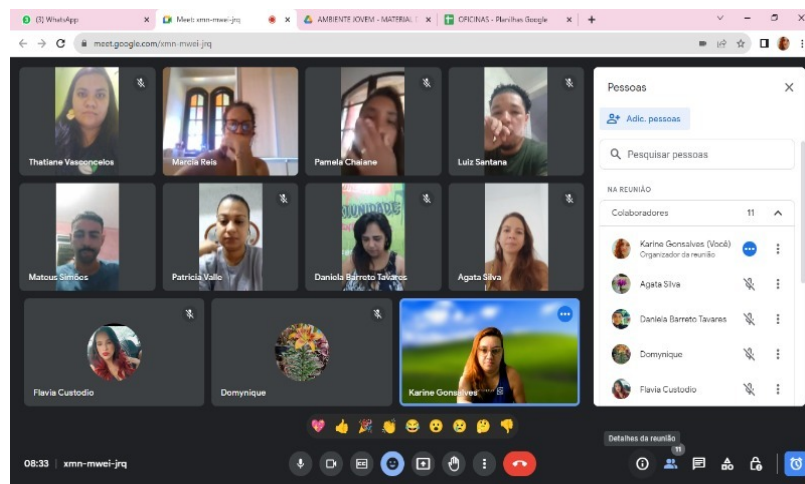 (3) WhatsApp
Meet: xmn-mwei-jrq
AMBIENTE JOVEM - MATERIAL
OFICINAS - Planilhas Google
meet.google.com/xmn-mwei-jrq
Thatiane Vasconcelos
Marcia Reis
Pamela Chaiane
Luiz Santana
Mateus Simões
Patricia Valle
Daniela Barreto Tavares
Agata Silva
Flavia Custodio
Domynique
Karine Gonsalves
Pessoas
Adic. pessoas
Pesquisar pessoas
NA REUNIÃO
Colaboradores 11
Karine Gonsalves (Você)
Organizador da reunião
Agata Silva
Daniela Barreto Tavares
Domynique
Flavia Custodio
Detalhes da reunião
11
08:33 | xmn-mwei-jrq